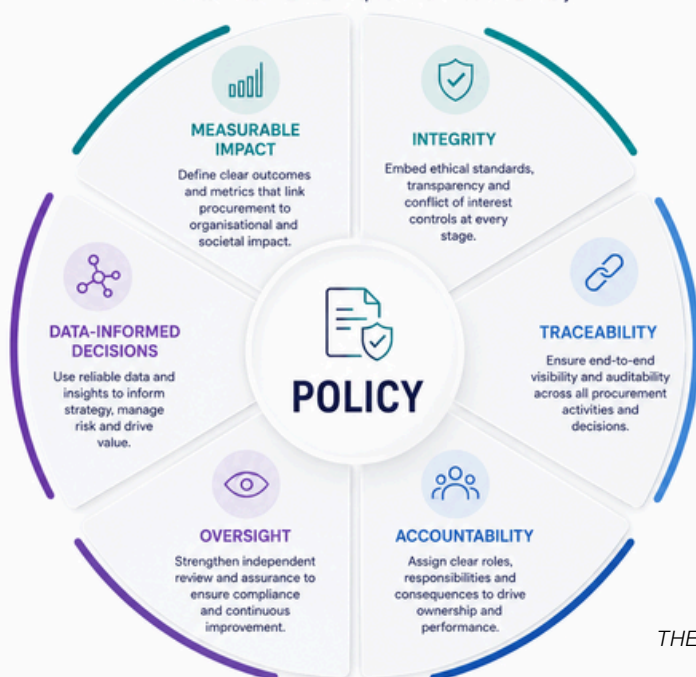 MEASURABLE
IMPACT
Define clear outcomes
and metrics that link
procurement to
organisational and
societal impact.
INTEGRITY
Embed ethical standards,
transparency and
conflict of interest
controls at every
stage.
TRACEABILITY
Ensure end-to-end
visibility and auditability
across all procurement
activities and
decisions.
ACCOUNTABILITY
Assign clear roles,
responsibilities and
consequences to drive
ownership and
performance.
OVERSIGHT
Strengthen independent
review and assurance to
ensure compliance
and continuous
improvement.
DATA-INFORMED
DECISIONS
Use reliable data and
insights to inform
strategy, manage
risk and drive
value.
POLICY
THE